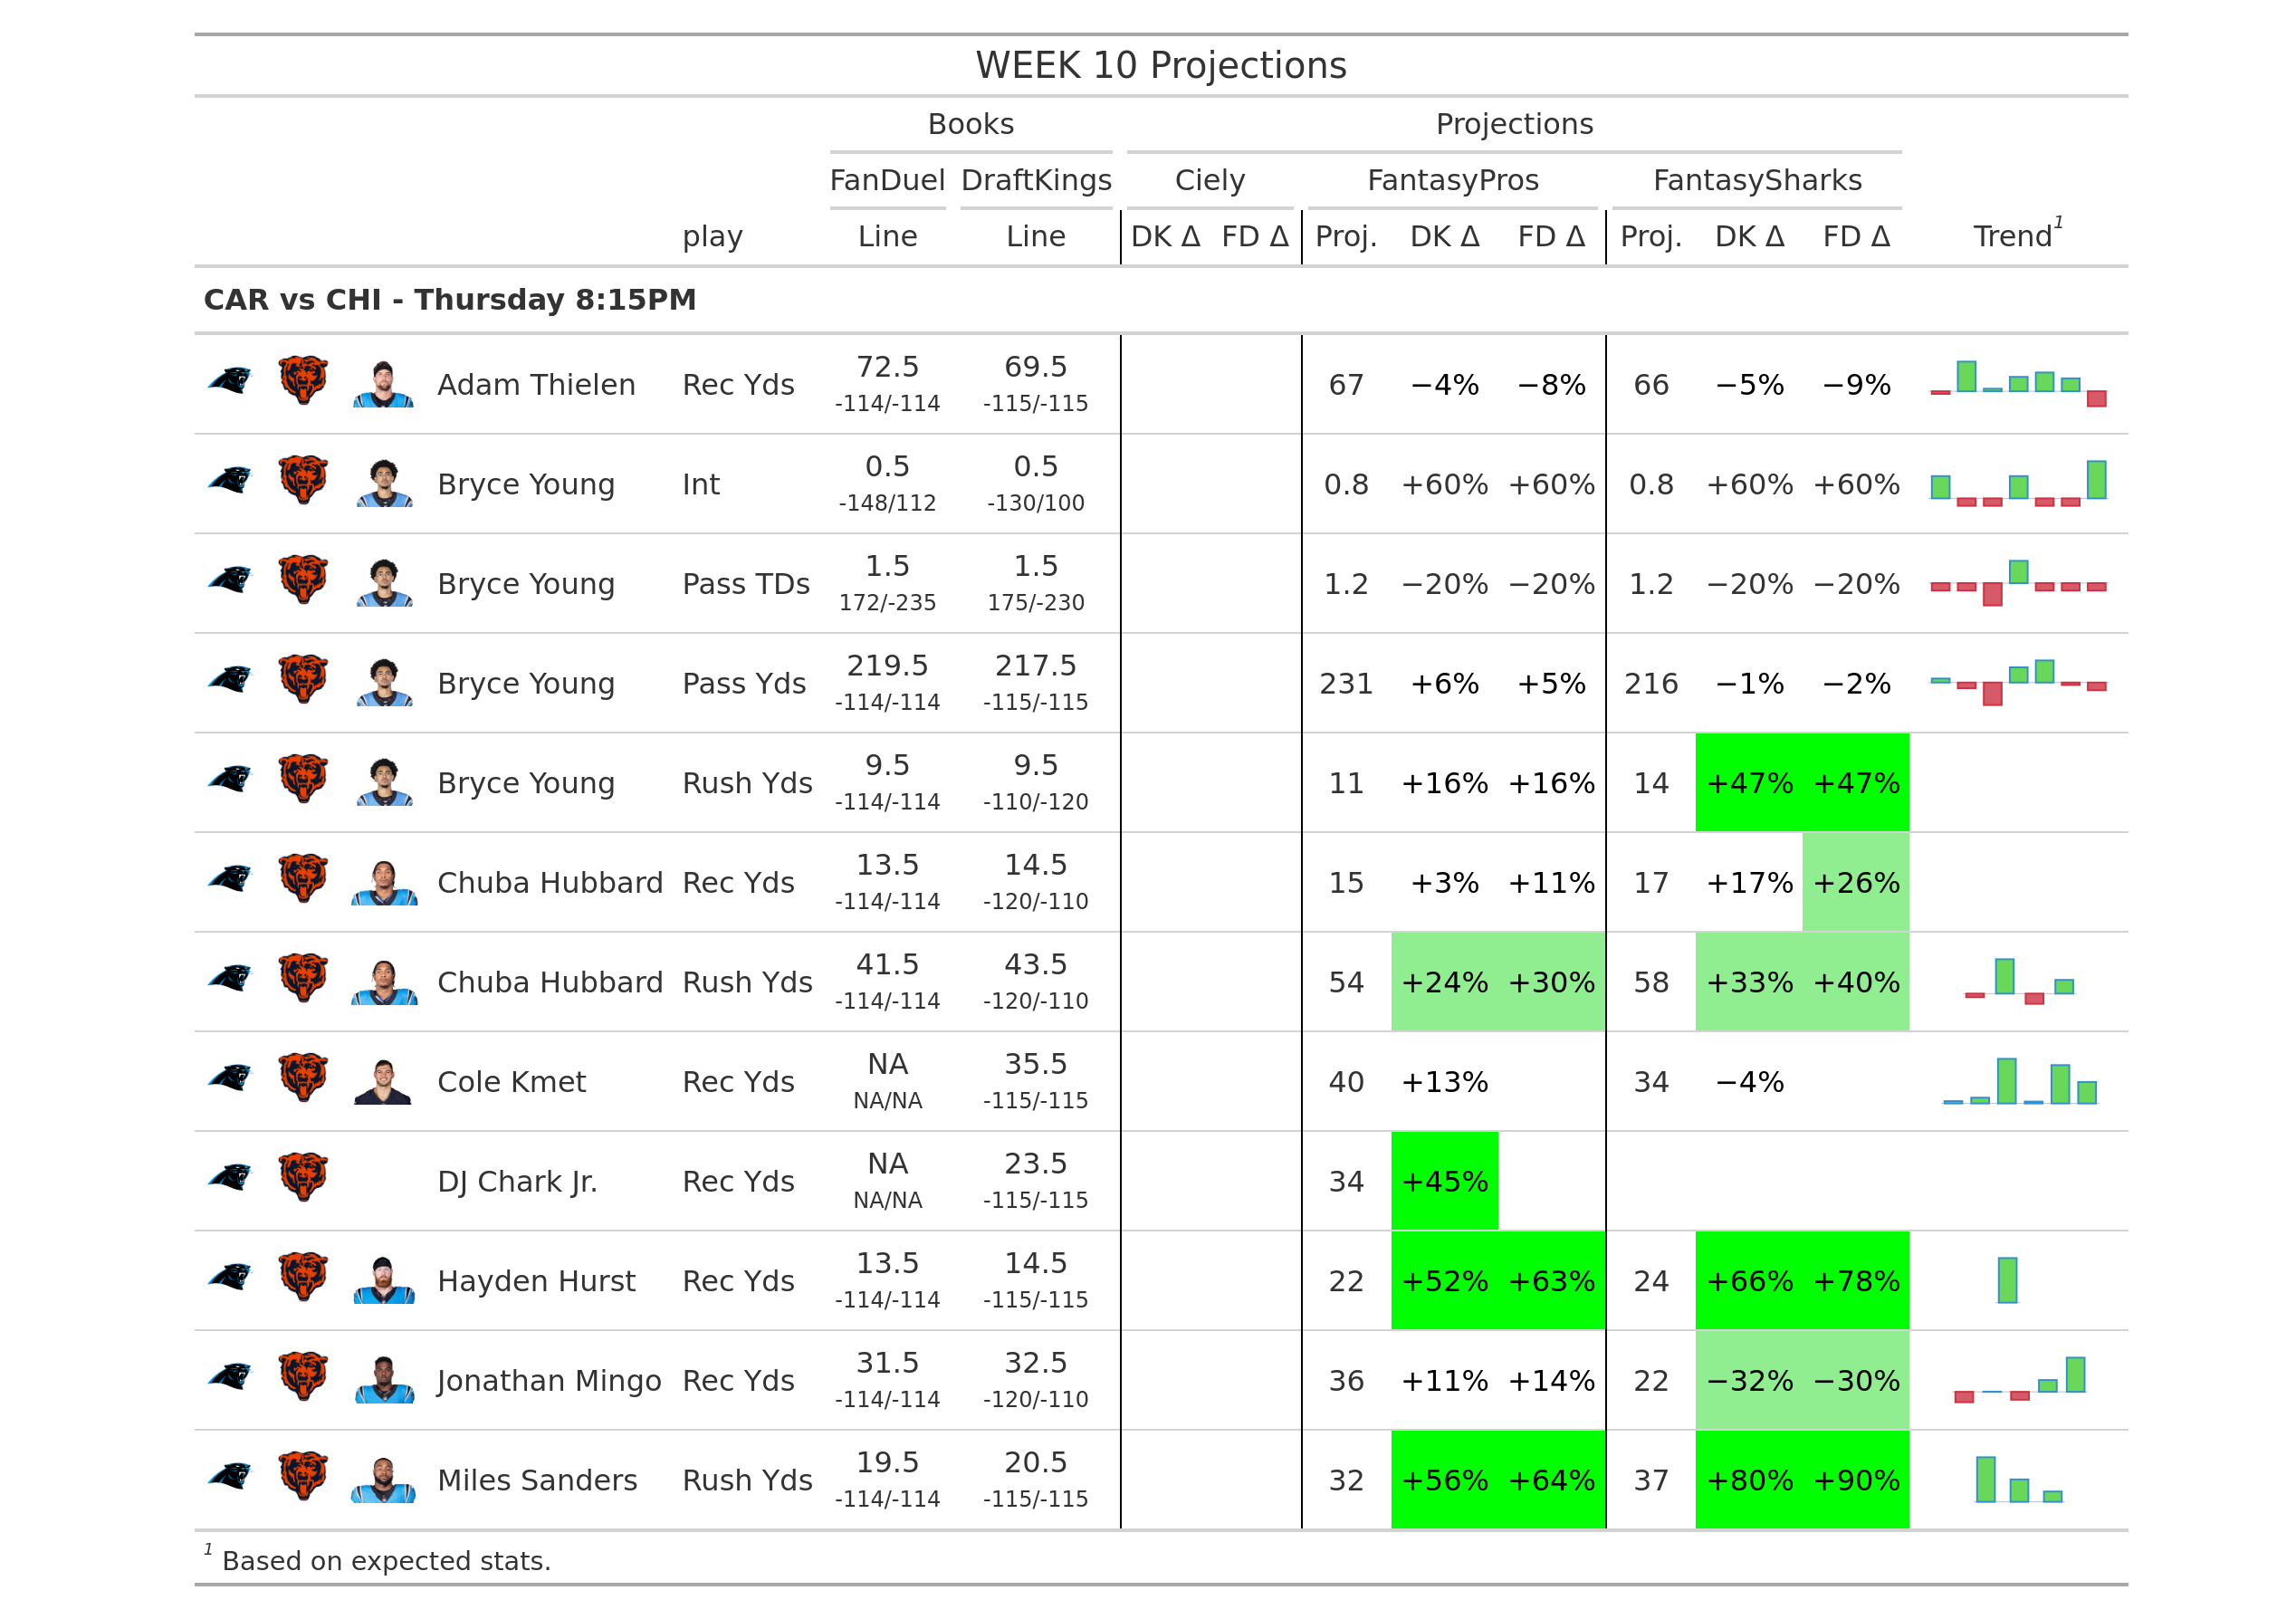 WEEK 10 Projections
Books Projections
FanDuel DraftKings Ciely FantasyPros FantasySharks
play Line Line DK Δ FD Δ Proj. DK Δ FD Δ Proj. DK Δ FD Δ Trend1
CAR vs CHI - Thursday 8:15PM
Adam Thielen Rec Yds 72.5 69.5 67 −4% −8% 66 −5% −9%
-114/-114 -115/-115
Bryce Young Int 0.5 0.5 0.8 +60% +60% 0.8 +60% +60%
-148/112 -130/100
Bryce Young Pass TDs 1.5 1.5 1.2 −20% −20% 1.2 −20% −20%
172/-235 175/-230
Bryce Young Pass Yds 219.5 217.5 231 +6% +5% 216 −1% −2%
-114/-114 -115/-115
Bryce Young Rush Yds 9.5 9.5 11 +16% +16% 14 +47% +47%
-114/-114 -110/-120
Chuba Hubbard Rec Yds 13.5 14.5 15 +3% +11% 17 +17% +26%
-114/-114 -120/-110
Chuba Hubbard Rush Yds 41.5 43.5 54 +24% +30% 58 +33% +40%
-114/-114 -120/-110
Cole Kmet Rec Yds NA 35.5 40 +13% 34 −4%
NA/NA -115/-115
DJ Chark Jr. Rec Yds NA 23.5 34 +45%
NA/NA -115/-115
Hayden Hurst Rec Yds 13.5 14.5 22 +52% +63% 24 +66% +78%
-114/-114 -115/-115
Jonathan Mingo Rec Yds 31.5 32.5 36 +11% +14% 22 −32% −30%
-114/-114 -120/-110
Miles Sanders Rush Yds 19.5 20.5 32 +56% +64% 37 +80% +90%
-114/-114 -115/-115
1 Based on expected stats.